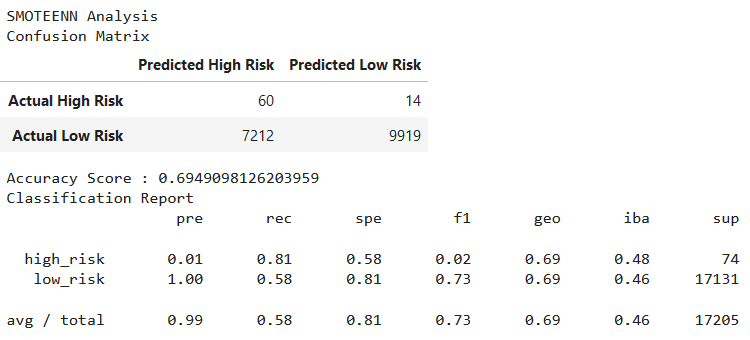 SMOTEENN Analysis
Confusion Matrix
Predicted High Risk Predicted Low Risk
Actual High Risk 60 14
Actual Low Risk 7212 9919
Accuracy Score : 0.6949098126203959
Classification Report
pre rec spe f1 geo iba sup
high_risk 0.01 0.81 0.58 0.02 0.69 0.48 74
low_risk 1.00 0.58 0.81 0.73 0.69 0.46 17131
avg / total 0.99 0.58 0.81 0.73 0.69 0.46 17205